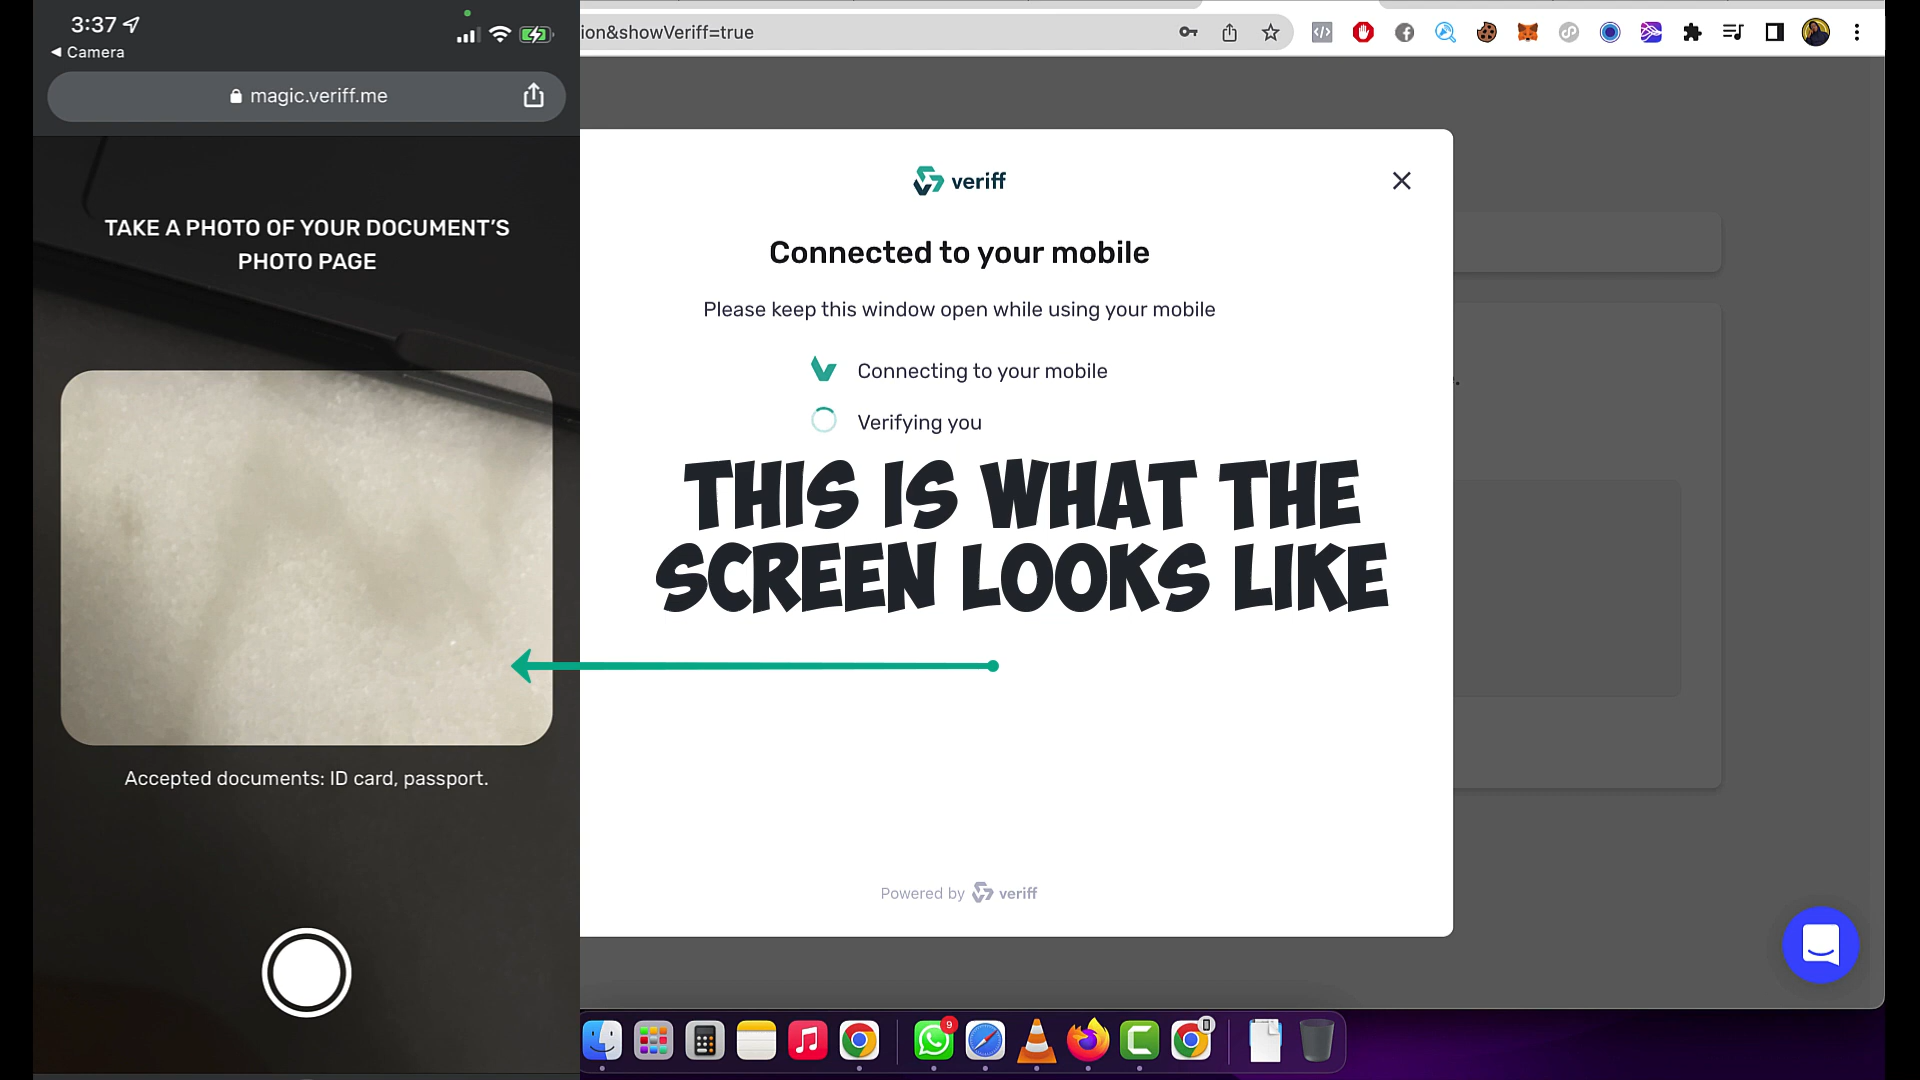 3:37
Camera
magic.veriff.me
TAKE A PHOTO OF YOUR DOCUMENT’S
PHOTO PAGE
Accepted documents: ID card, passport.
ion&showVeriff=true
veriff
Connected to your mobile
Please keep this window open while using your mobile
Connecting to your mobile
Verifying you
THIS IS WHAT THE
SCREEN LOOKS LIKE
Powered by veriff
9